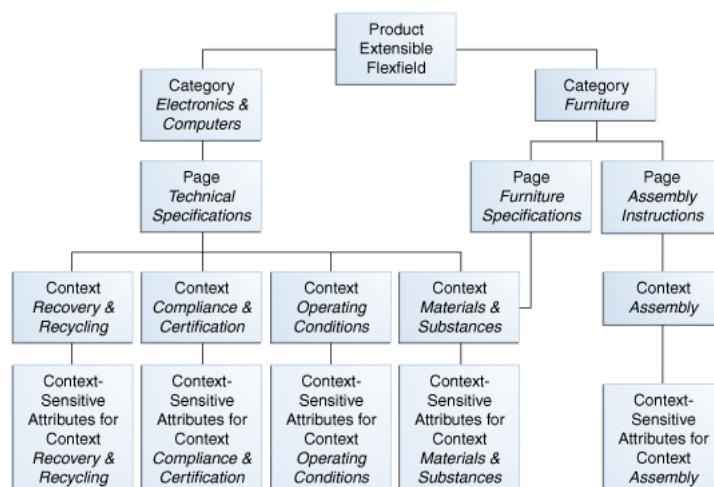 Product
Extensible
Flexfield
Category
Electronics &
Computers
Category
Furniture
Page
Technical
Specifications
Page
Furniture
Specifications
Page
Assembly
Instructions
Context
Recovery &
Recycling
Context
Compliance &
Certification
Context
Operating
Conditions
Context
Materials &
Substances
Context
Assembly
Context-
Sensitive
Attributes for
Context
Recovery &
Recycling
Context-
Sensitive
Attributes for
Context
Compliance &
Certification
Context-
Sensitive
Attributes for
Context
Operating
Conditions
Context-
Sensitive
Attributes for
Context
Materials &
Substances
Context-
Sensitive
Attributes for
Context
Assembly